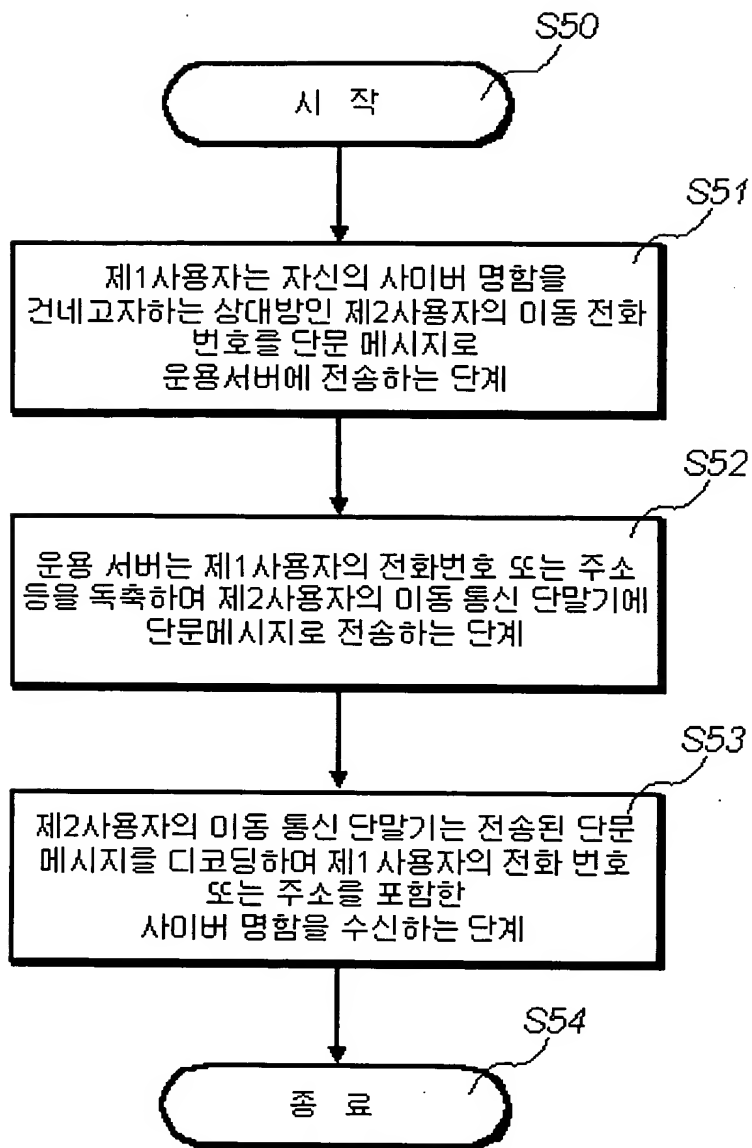 S50
시 작
S51
제1사용자는 자신의 사이버 명함을
건네고자하는 상대방인 제2사용자의 이동 전화
번호를 단문 메시지로
운용서버에 전송하는 단계
S52
운용 서버는 제1사용자의 전화번호 또는 주소
등을 독축하며 제2사용자의 이동 통신 단말기에
단문메시지로 전송하는 단계
S53
제2사용자의 이동 통신 단말기는 전송된 단문
메시지를 디코딩하며 제1사용자의 전화 번호
또는 주소를 포함한
사이버 명함을 수신하는 단계
S54
종 료